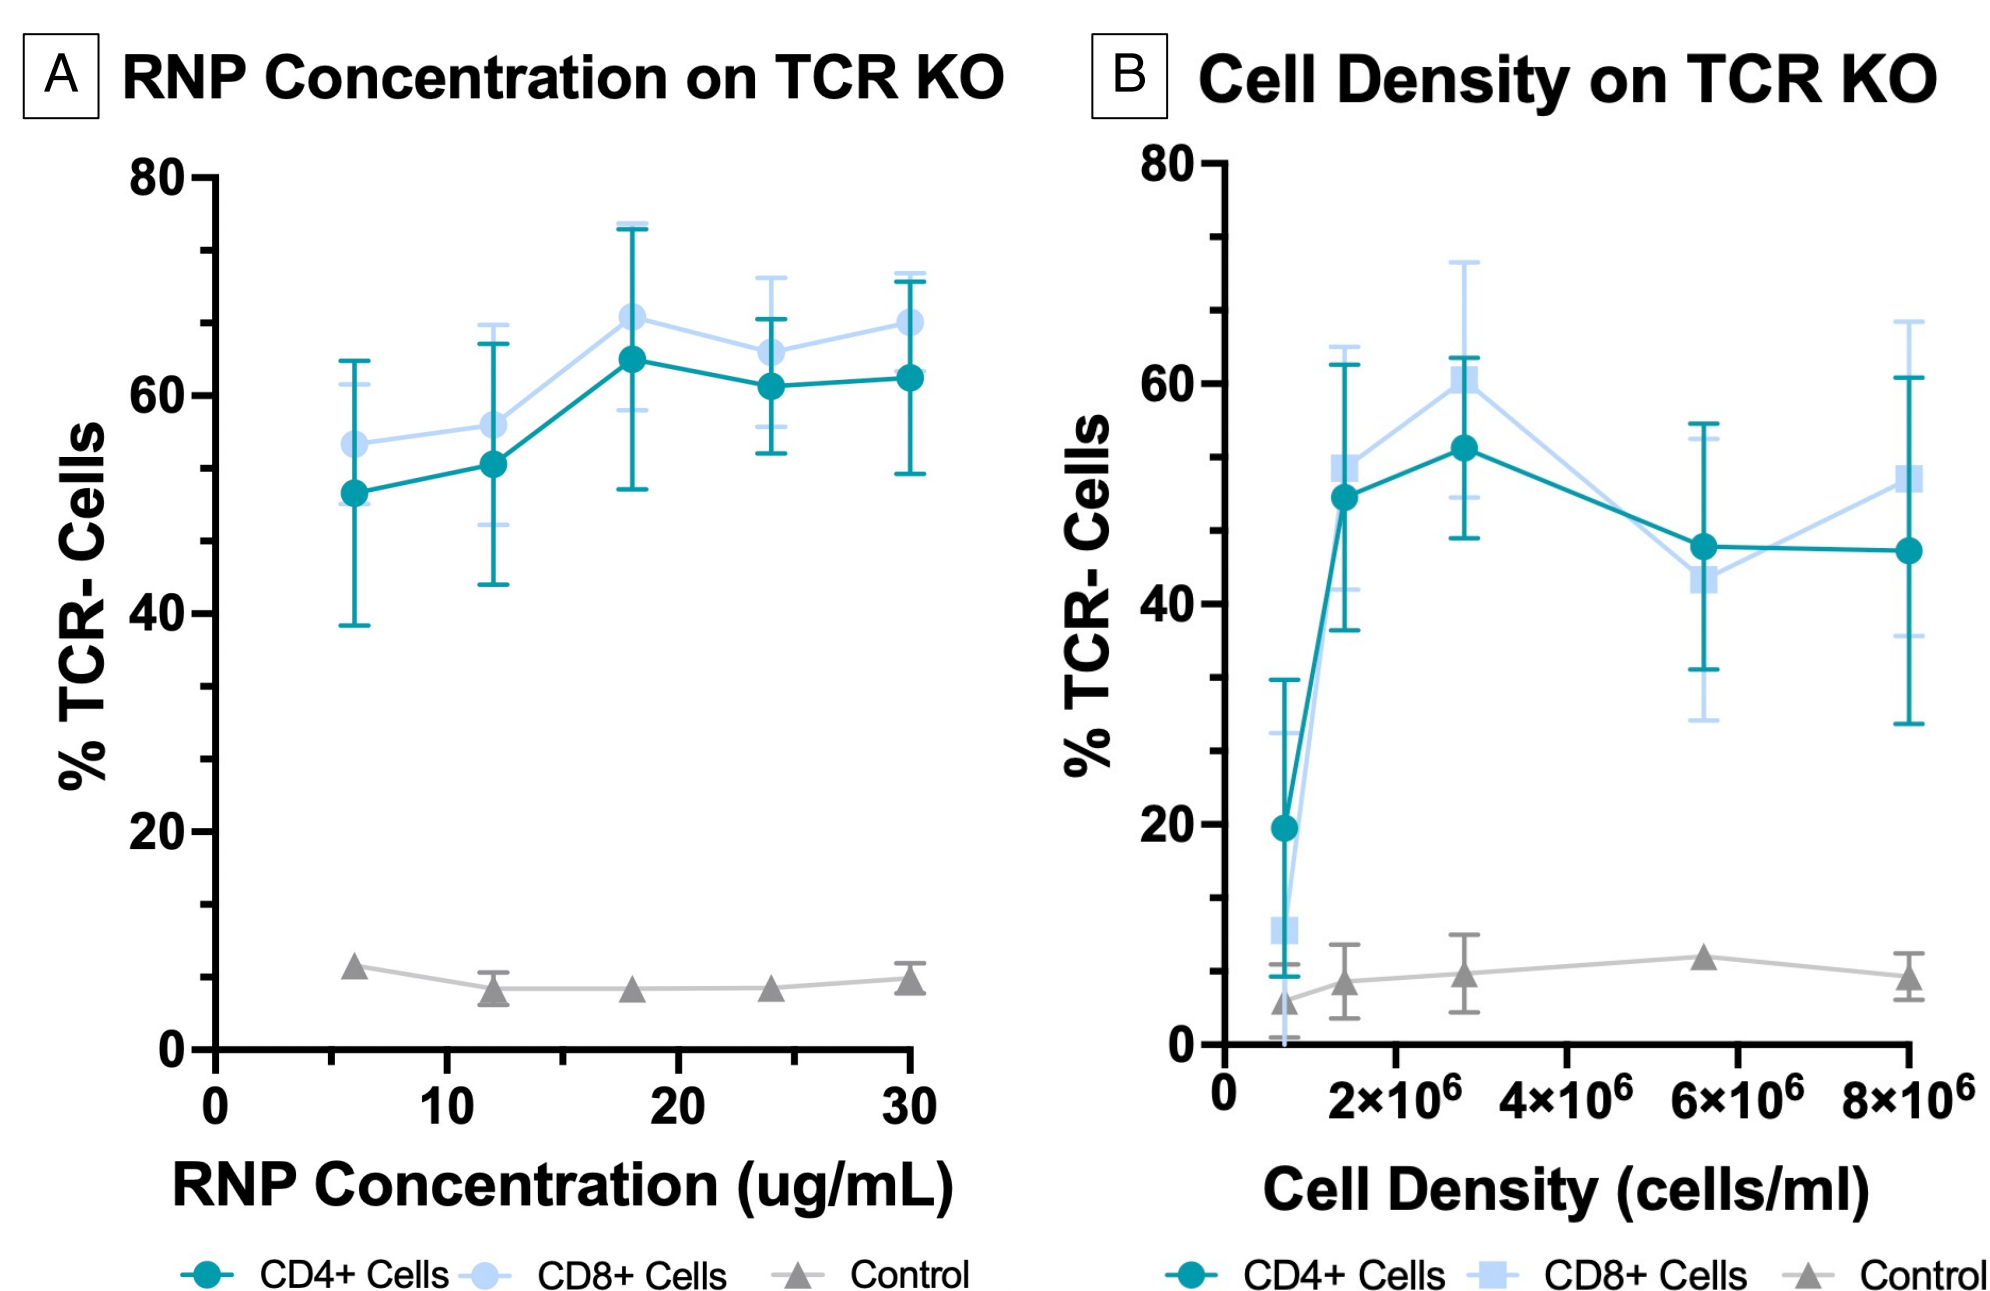 A
RNP Concentration on TCR KO
80
60
40
20
0
% TCR- Cells
0 10 20 30
RNP Concentration (ug/mL)
CD4+ Cells CD8+ Cells Control
B
Cell Density on TCR KO
80
60
40
20
0
% TCR- Cells
0 2×10⁶ 4×10⁶ 6×10⁶ 8×10⁶
Cell Density (cells/ml)
CD4+ Cells CD8+ Cells Control